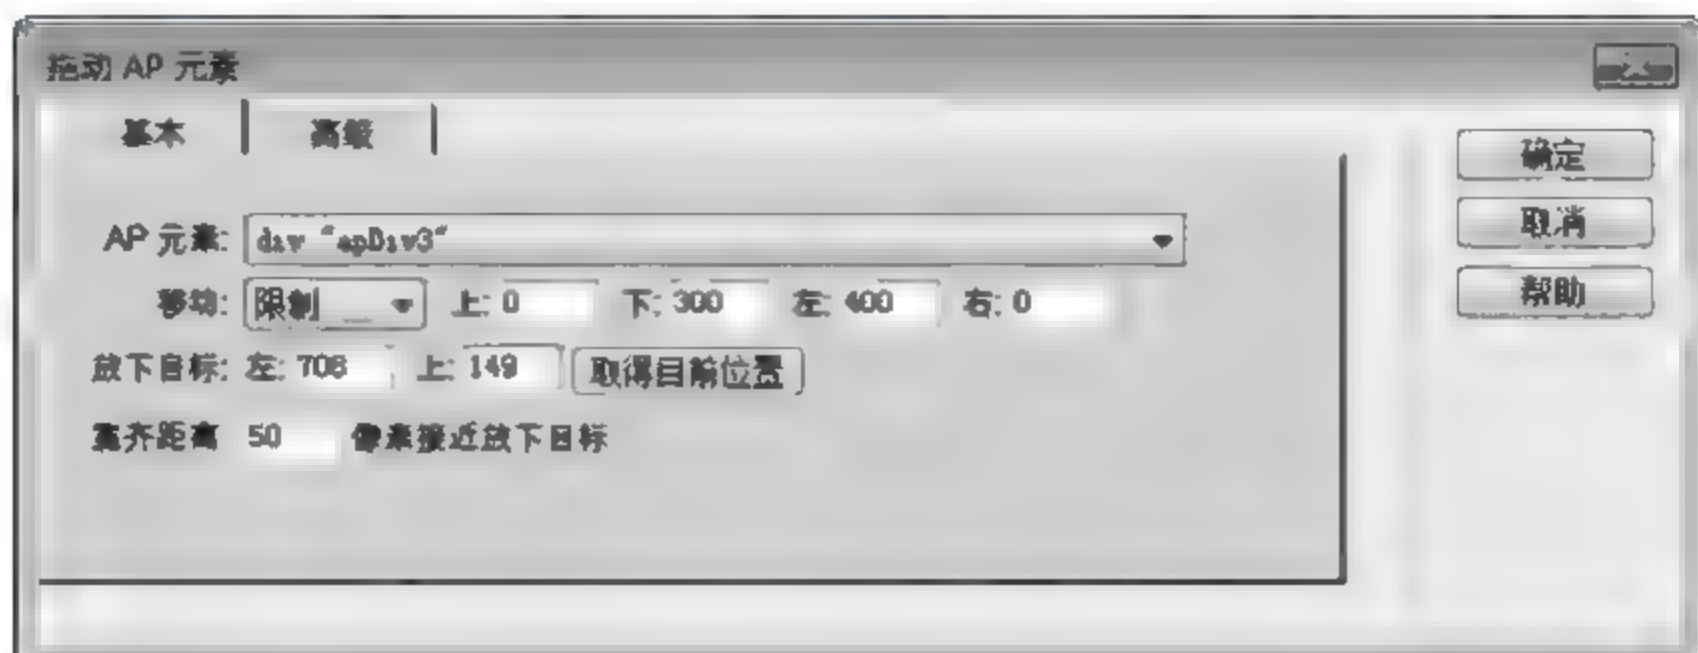 拖动 AP 元素
基本 高级
确定
AP 元素: div "apDiv3"
取消
移动: 限制 上: 0 下: 300 左: 400 右: 0
帮助
放下目标: 左: 706 上: 149 取得目前位置
靠齐距离 50 像素接近放下目标